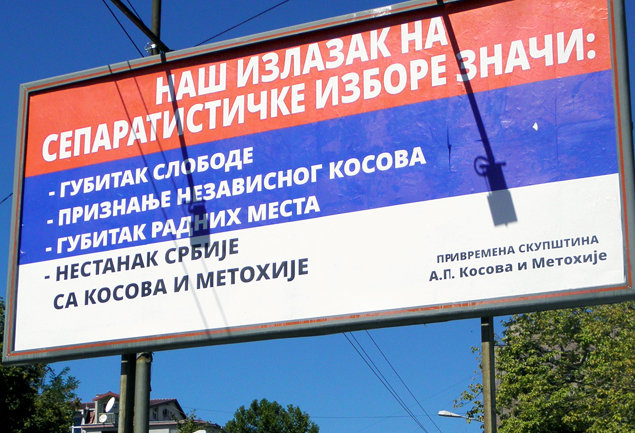 НАШ ИЗЛАЗАК НА
СЕПАРАТИСТИЧКЕ ИЗБОРЕ ЗНАЧИ:
- ГУБИТАК СЛОБОДЕ
- ПРИЗНАЊЕ НЕЗАВИСНОГ КОСОВА
- ГУБИТАК РАДНИХ МЕСТА
- НЕСТАНАК СРБИЈЕ
СА КОСОВА И МЕТОХИЈЕ
ПРИВРЕМЕНА СКУПШТИНА
А.П. Косова и Метохије